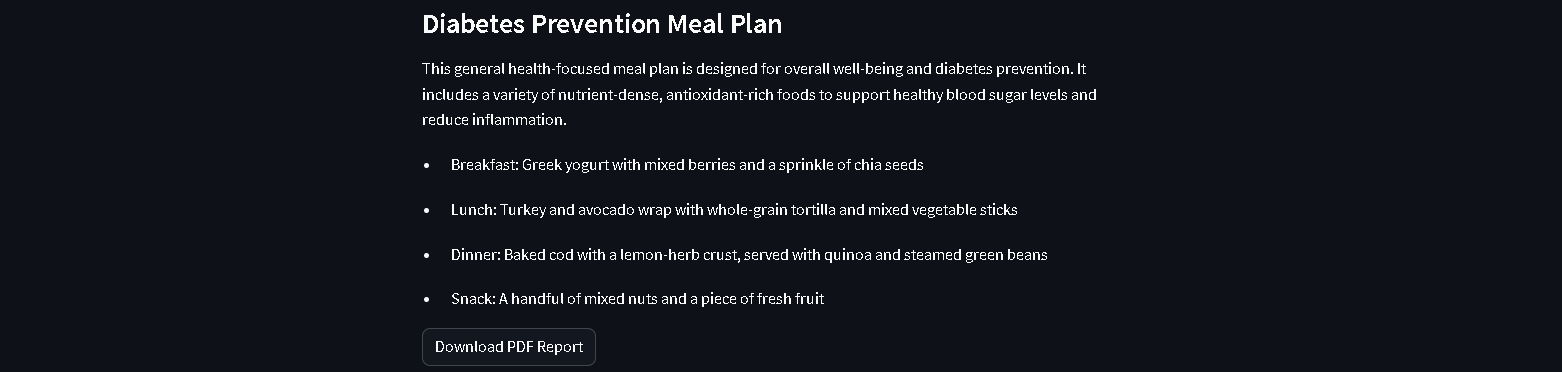 Diabetes Prevention Meal Plan
This general health-focused meal plan is designed for overall well-being and diabetes prevention. It
includes a variety of nutrient-dense, antioxidant-rich foods to support healthy blood sugar levels and
reduce inflammation.
• Breakfast: Greek yogurt with mixed berries and a sprinkle of chia seeds
• Lunch: Turkey and avocado wrap with whole-grain tortilla and mixed vegetable sticks
• Dinner: Baked cod with a lemon-herb crust, served with quinoa and steamed green beans
• Snack: A handful of mixed nuts and a piece of fresh fruit
Download PDF Report